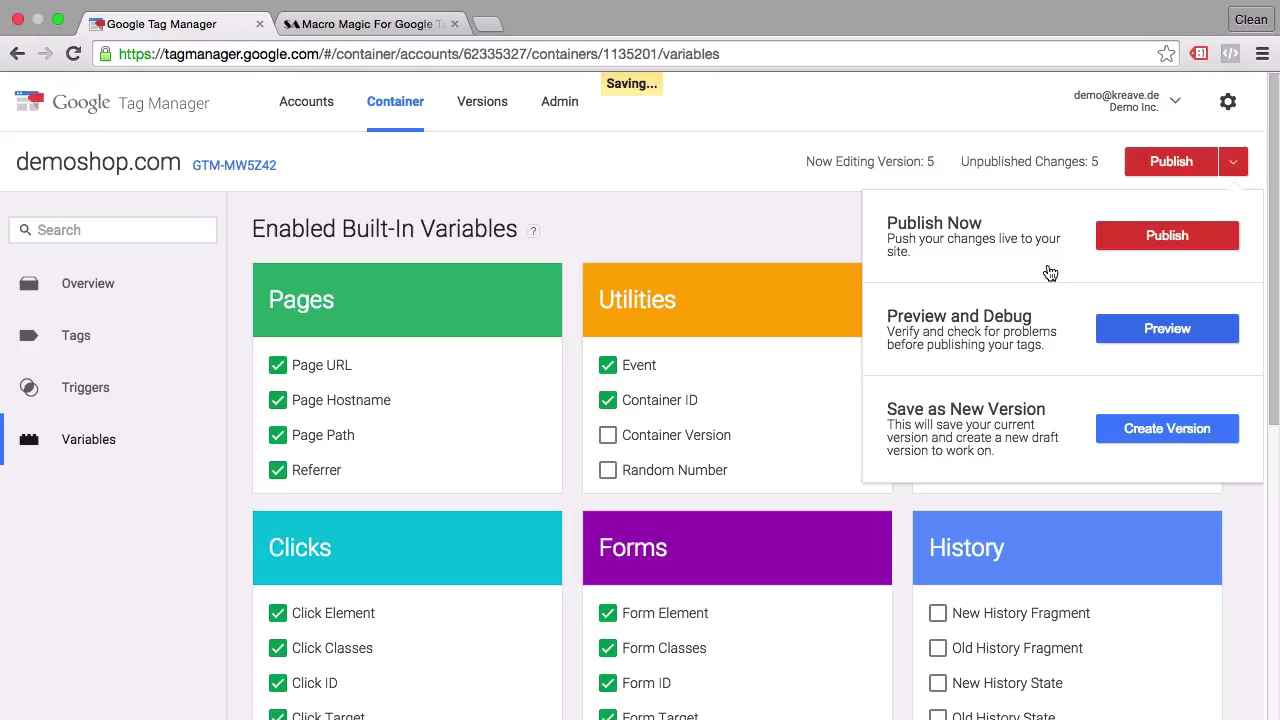 Google Tag Manager
Macro Magic For Google Ta
Clean
https://tagmanager.google.com/#/container/accounts/62335327/containers/1135201/variables
Google Tag Manager
Accounts
Container
Versions
Admin
Saving...
demo@kreave.de
Demo Inc.
demoshop.com GTM-MW5Z42
Now Editing Version: 5
Unpublished Changes: 5
Publish
Search
Overview
Tags
Triggers
Variables
Enabled Built-In Variables ?
Publish Now
Push your changes live to your
site.
Publish
Preview and Debug
Verify and check for problems
before publishing your tags.
Preview
Save as New Version
This will save your current
version and create a new draft
version to work on.
Create Version
Pages
Page URL
Page Hostname
Page Path
Referrer
Utilities
Event
Container ID
Container Version
Random Number
Clicks
Click Element
Click Classes
Click ID
Click Target
Forms
Form Element
Form Classes
Form ID
Form Target
History
New History Fragment
Old History Fragment
New History State
Old History State